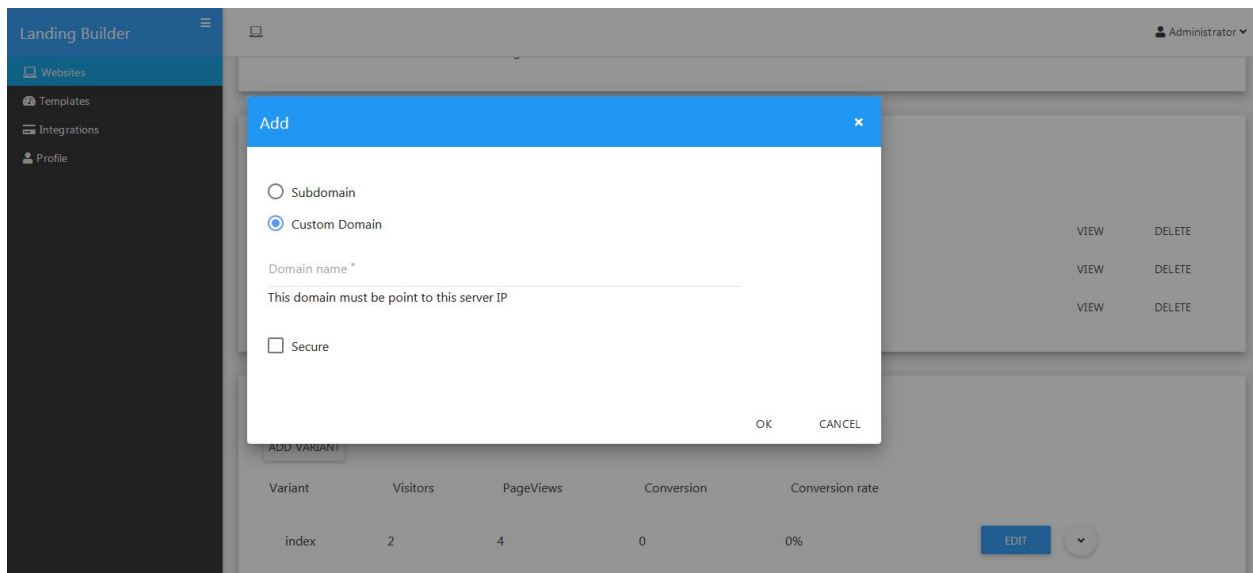 Landing Builder
Administrator
Websites
Templates
Integrations
Profile
Add
Subdomain
Custom Domain
Domain name *
This domain must be point to this server IP
Secure
OK CANCEL
VIEW DELETE
VIEW DELETE
VIEW DELETE
ADD VARIANT
Variant Visitors PageViews Conversion Conversion rate
index 2 4 0 0% EDIT